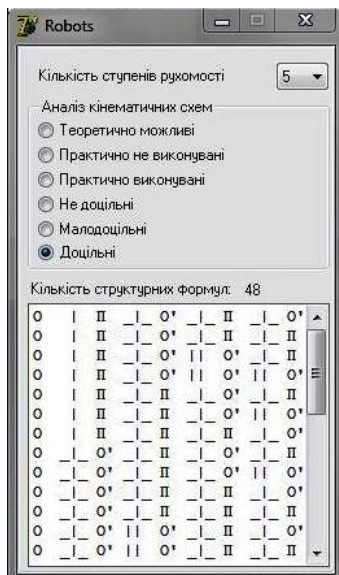 Robots
Кількість ступенів рухомості 5
Аналіз кінематичних схем
Теоретично можливі
Практично не виконувані
Практично виконувані
Не доцільні
Малодоцільні
Доцільні
Кількість структурних формул: 48
О | П _|_ О' _|_ П _|_ О'
О | П _|_ О' _|_ П _|_ П
О | П _|_ О' || О' _|_ П
О | П _|_ О' || О' || О'
О | П _|_ П _|_ О' _|_ П
О | П _|_ П _|_ О' || О'
О | П _|_ П _|_ П _|_ О'
О _|_ О' _|_ П _|_ О' _|_ П
О _|_ О' _|_ П _|_ О' || О'
О _|_ О' _|_ П _|_ П _|_ О'
О _|_ О' || О' _|_ П _|_ О'
О _|_ О' || О' _|_ П _|_ П